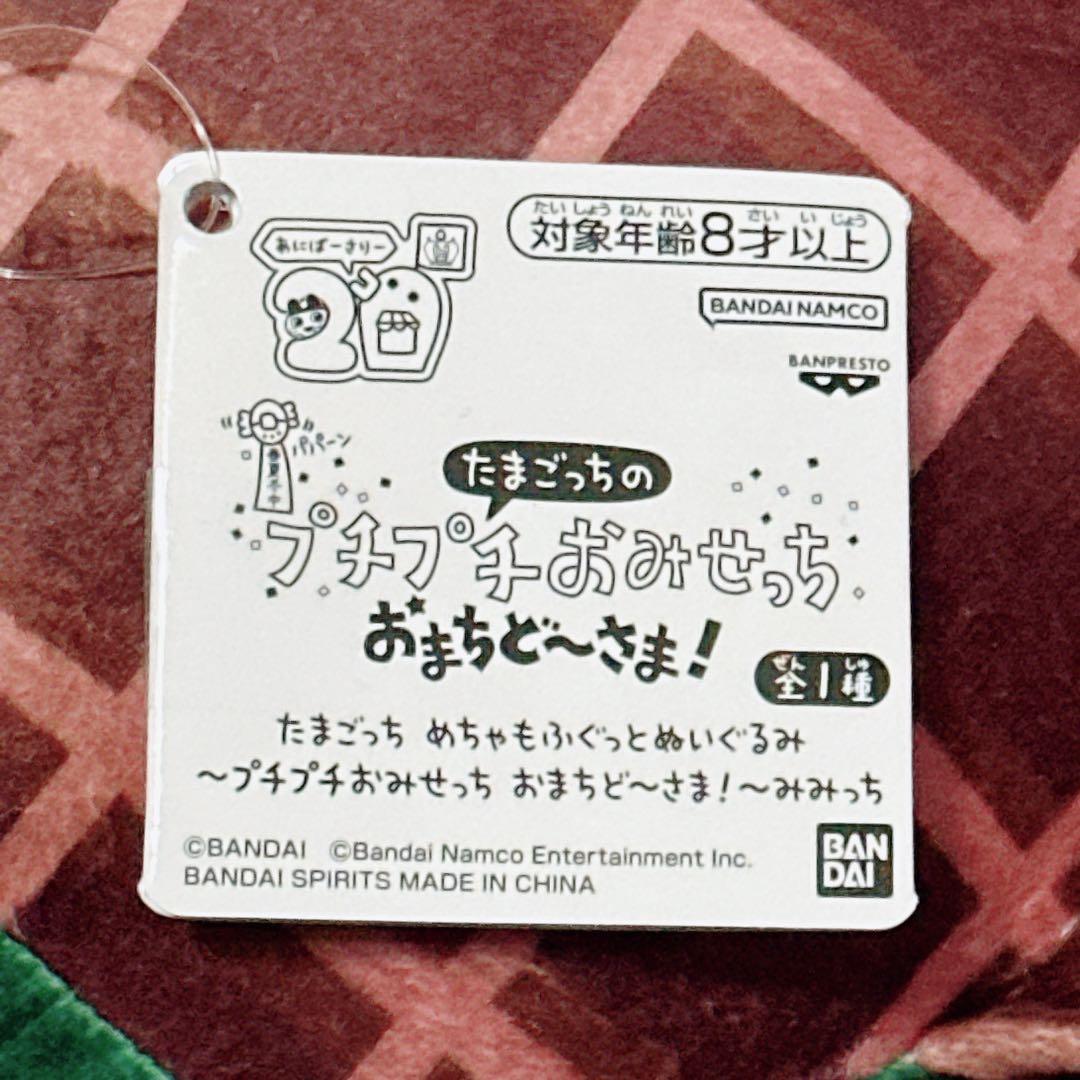 たいしょうねんれい さいいじょう
対象年齢8才以上
あにばーさりー
BANDAI NAMCO
BANPRESTO
パパーン
たまごっちの
プチプチおみせっち
おまちど〜さま!
ぜん しゅ
全1種
たまごっち めちゃもふぐっとぬいぐるみ
〜プチプチおみせっち おまちど〜さま!〜みみっち
©BANDAI ©Bandai Namco Entertainment Inc.
BANDAI SPIRITS MADE IN CHINA
BAN
DAI